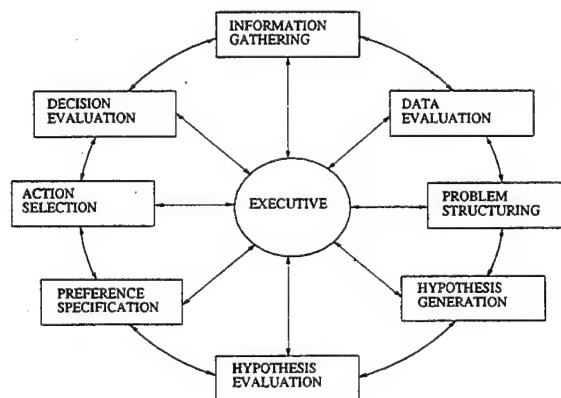 INFORMATION
GATHERING
DECISION
EVALUATION
DATA
EVALUATION
ACTION
SELECTION
EXECUTIVE
PROBLEM
STRUCTURING
PREFERENCE
SPECIFICATION
HYPOTHESIS
GENERATION
HYPOTHESIS
EVALUATION